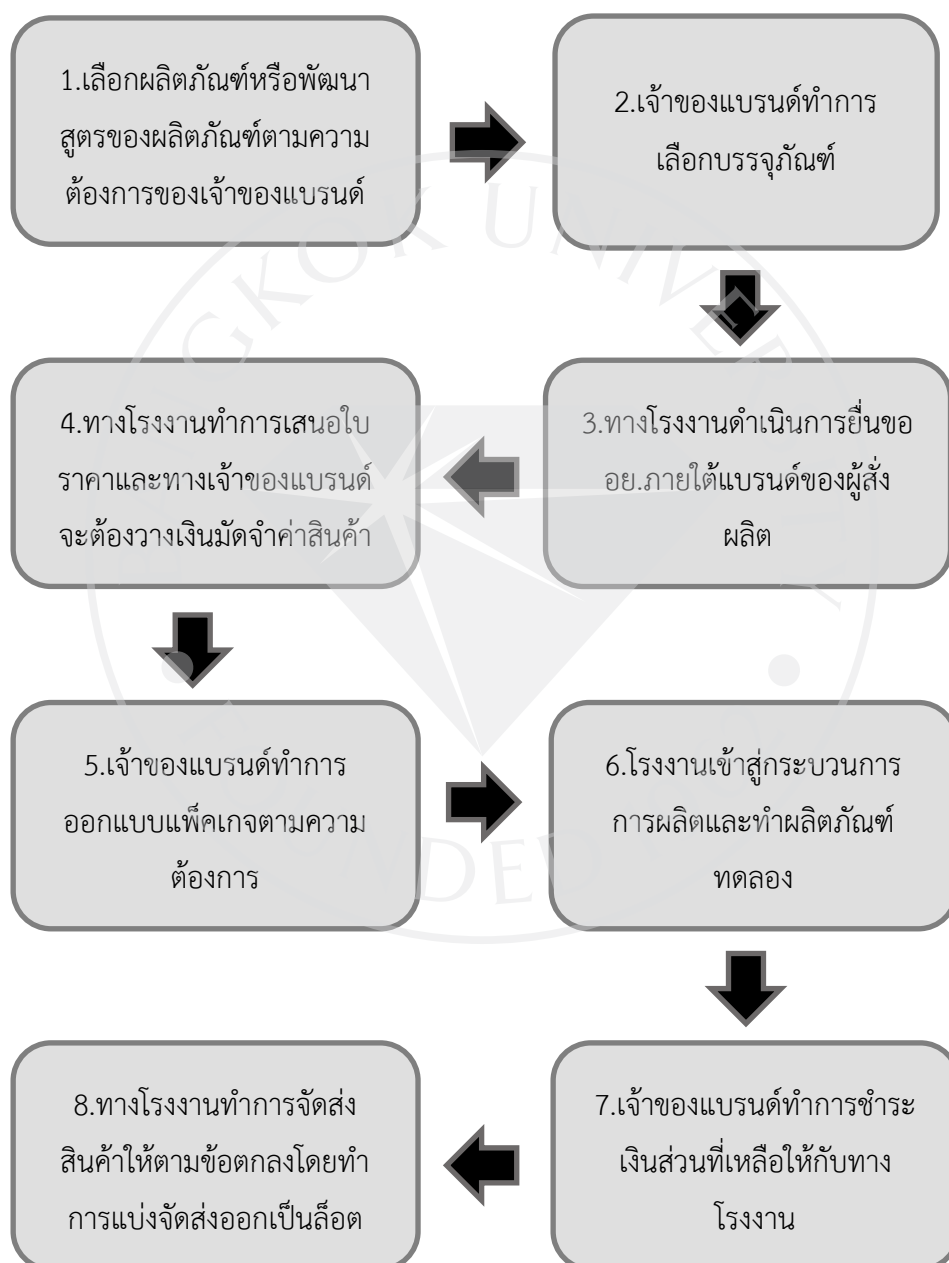 1.เลือกผลิตภัณฑ์หรือพัฒนา
สูตรของผลิตภัณฑ์ตามความ
ต้องการของเจ้าของแบรนด์
2.เจ้าของแบรนด์ทำการ
เลือกบรรจุภัณฑ์
3.ทางโรงงานดำเนินการยื่นขอ
อย.ภายใต้แบรนด์ของผู้สั่ง
ผลิต
4.ทางโรงงานทำการเสนอใบ
ราคาและทางเจ้าของแบรนด์
จะต้องวางเงินมัดจำค่าสินค้า
5.เจ้าของแบรนด์ทำการ
ออกแบบแพ็คเกจตามความ
ต้องการ
6.โรงงานเข้าสู่กระบวนการ
การผลิตและทำผลิตภัณฑ์
ทดลอง
7.เจ้าของแบรนด์ทำการชำระ
เงินส่วนที่เหลือให้กับทาง
โรงงาน
8.ทางโรงงานทำการจัดส่ง
สินค้าให้ตามข้อตกลงโดยทำ
การแบ่งจัดส่งออกเป็นล็อต
BANGKOK UNIVERSITY